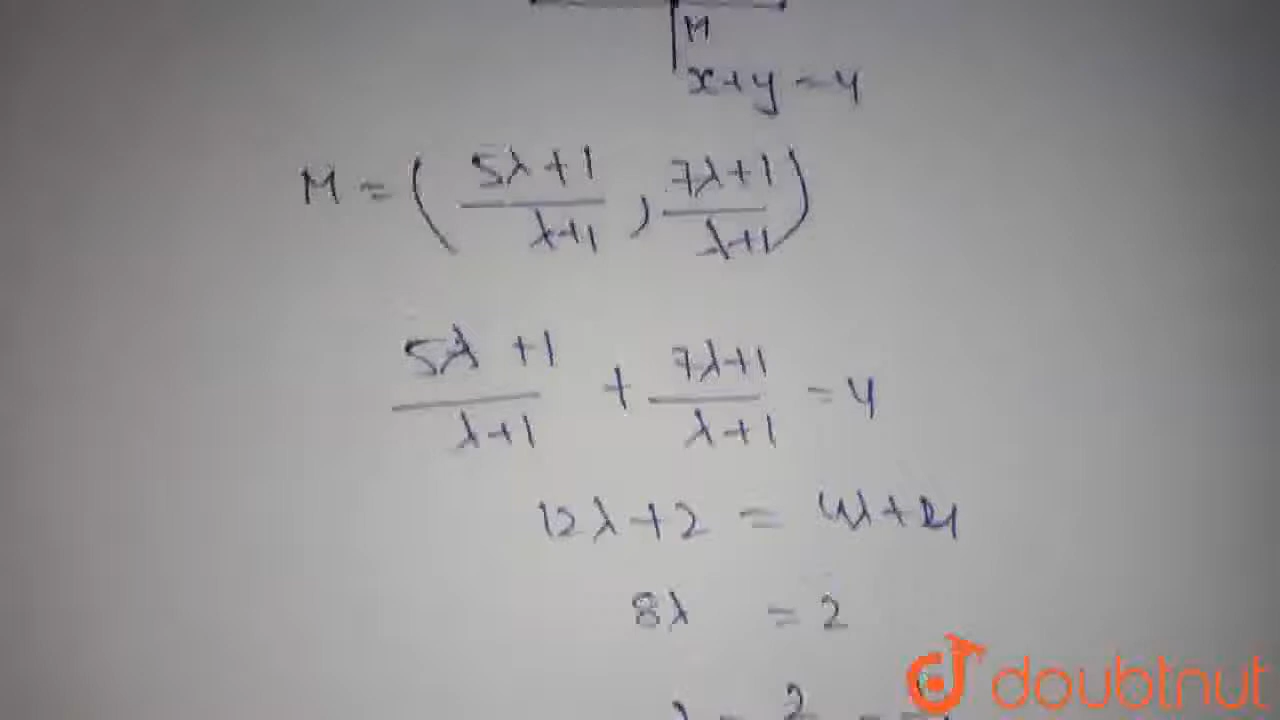 M
x+y=4
M = ( 5λ+1 / λ+1 , 7λ+1 / λ+1 )
5λ+1 / λ+1 + 7λ+1 / λ+1 = 4
12λ+2 = 4λ+4
8λ = 2
doubtnut